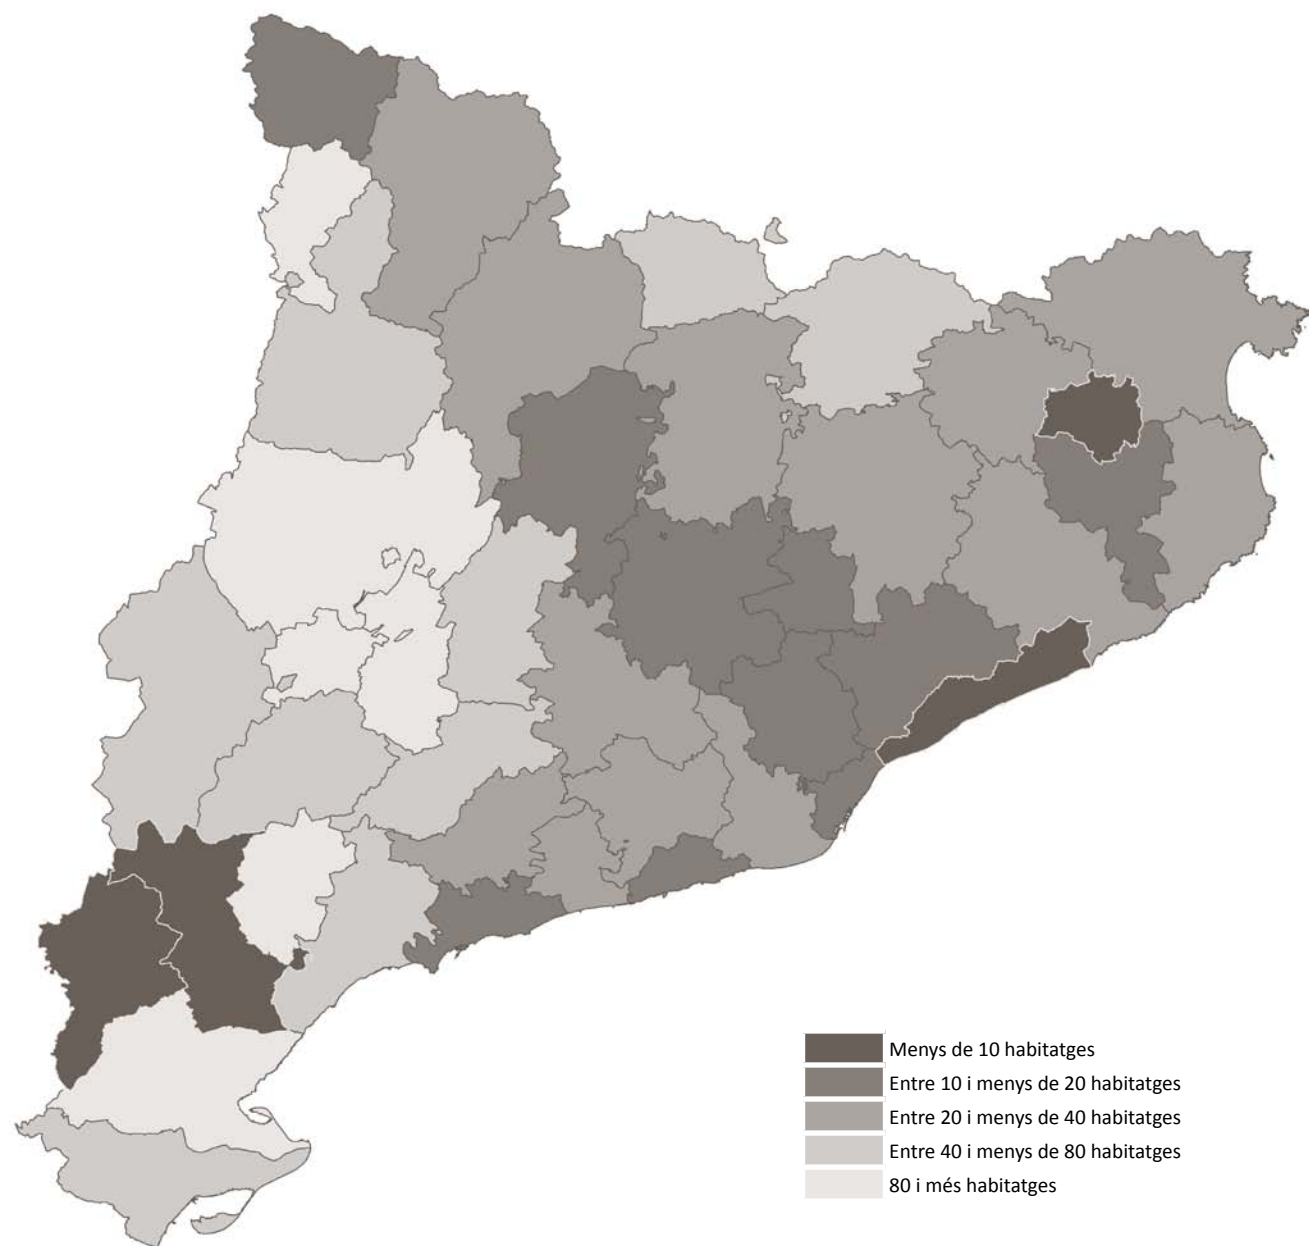 Menys de 10 habitatges
Entre 10 i menys de 20 habitatges
Entre 20 i menys de 40 habitatges
Entre 40 i menys de 80 habitatges
80 i més habitatges